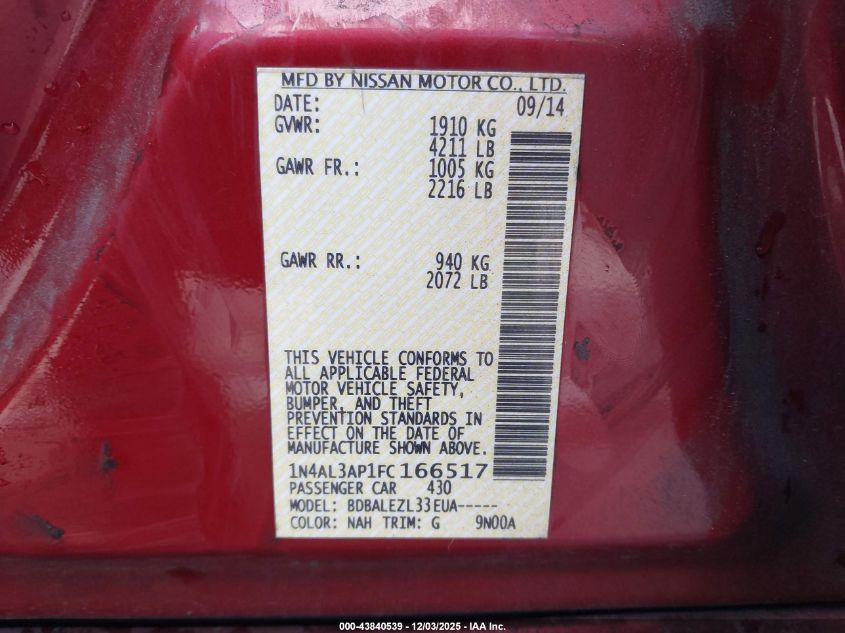 MFD BY NISSAN MOTOR CO., LTD.
DATE: 09/14
GVWR: 1910 KG
4211 LB
GAWR FR.: 1005 KG
2216 LB
GAWR RR.: 940 KG
2072 LB
THIS VEHICLE CONFORMS TO
ALL APPLICABLE FEDERAL
MOTOR VEHICLE SAFETY,
BUMPER, AND THEFT
PREVENTION STANDARDS IN
EFFECT ON THE DATE OF
MANUFACTURE SHOWN ABOVE.
1N4AL3AP1FC166517
PASSENGER CAR 430
MODEL: BDBALEZL33EUA-----
COLOR: NAH TRIM: G 9N00A
000-43840539 - 12/03/2025 - IAA Inc.